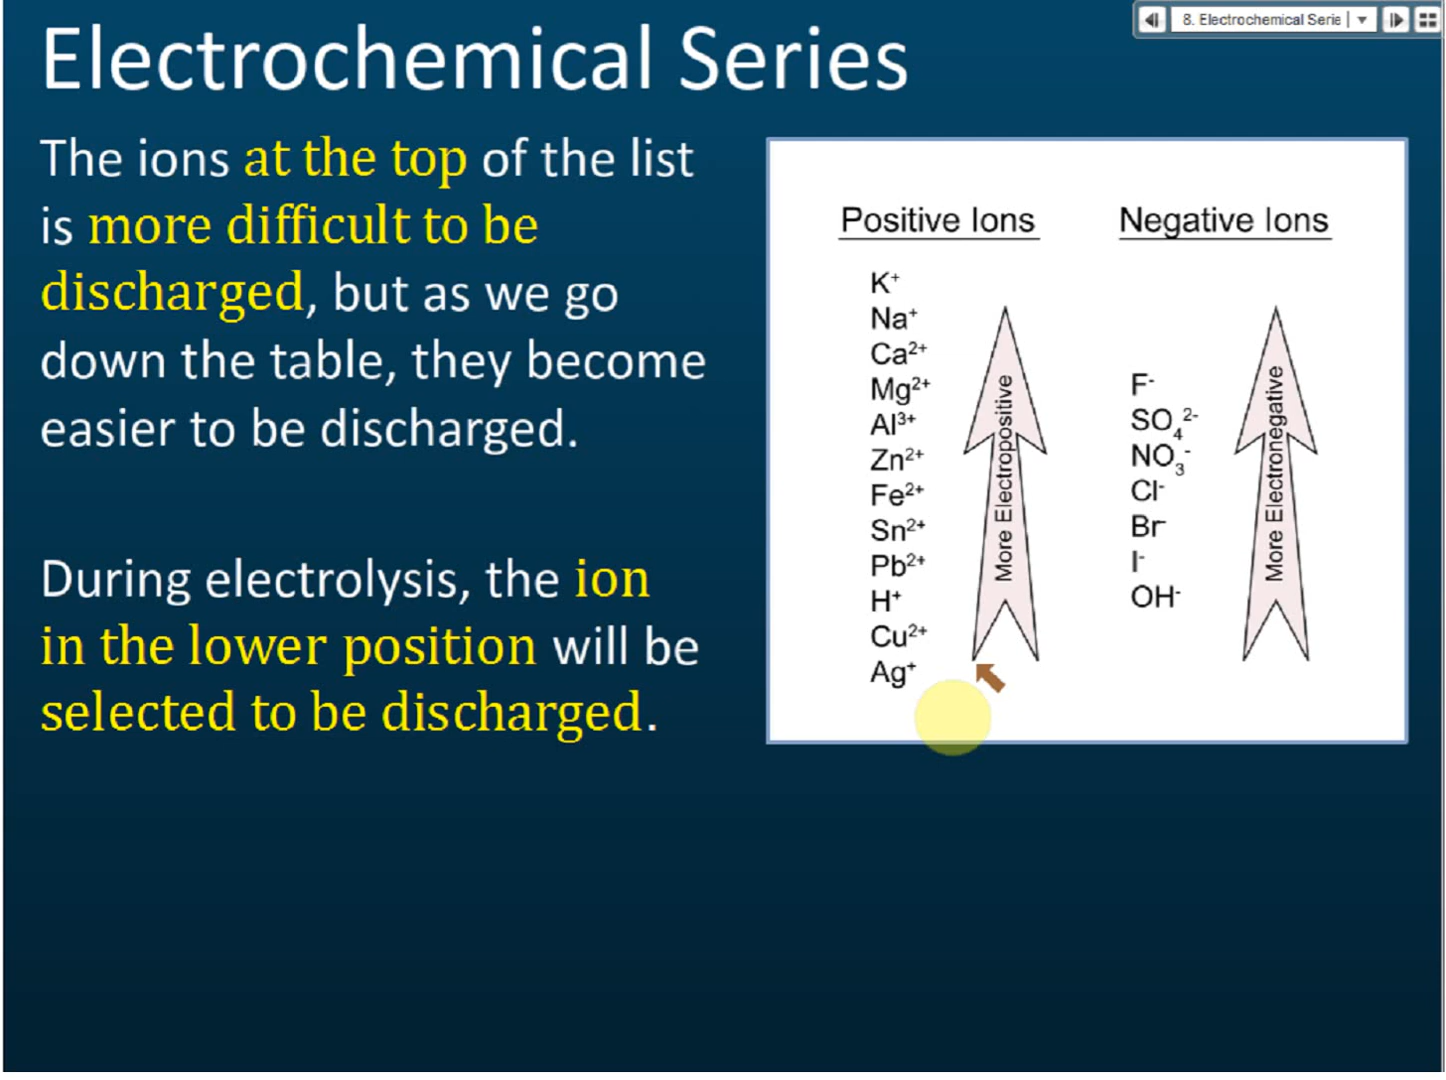 Electrochemical Series
8. Electrochemical Serie
The ions at the top of the list
is more difficult to be
discharged, but as we go
down the table, they become
easier to be discharged.
During electrolysis, the ion
in the lower position will be
selected to be discharged.
Positive Ions
K⁺
Na⁺
Ca²⁺
Mg²⁺
Al³⁺
Zn²⁺
Fe²⁺
Sn²⁺
Pb²⁺
H⁺
Cu²⁺
Ag⁺
More Electropositive
Negative Ions
F⁻
SO₄²⁻
NO₃⁻
Cl⁻
Br⁻
I⁻
OH⁻
More Electronegative